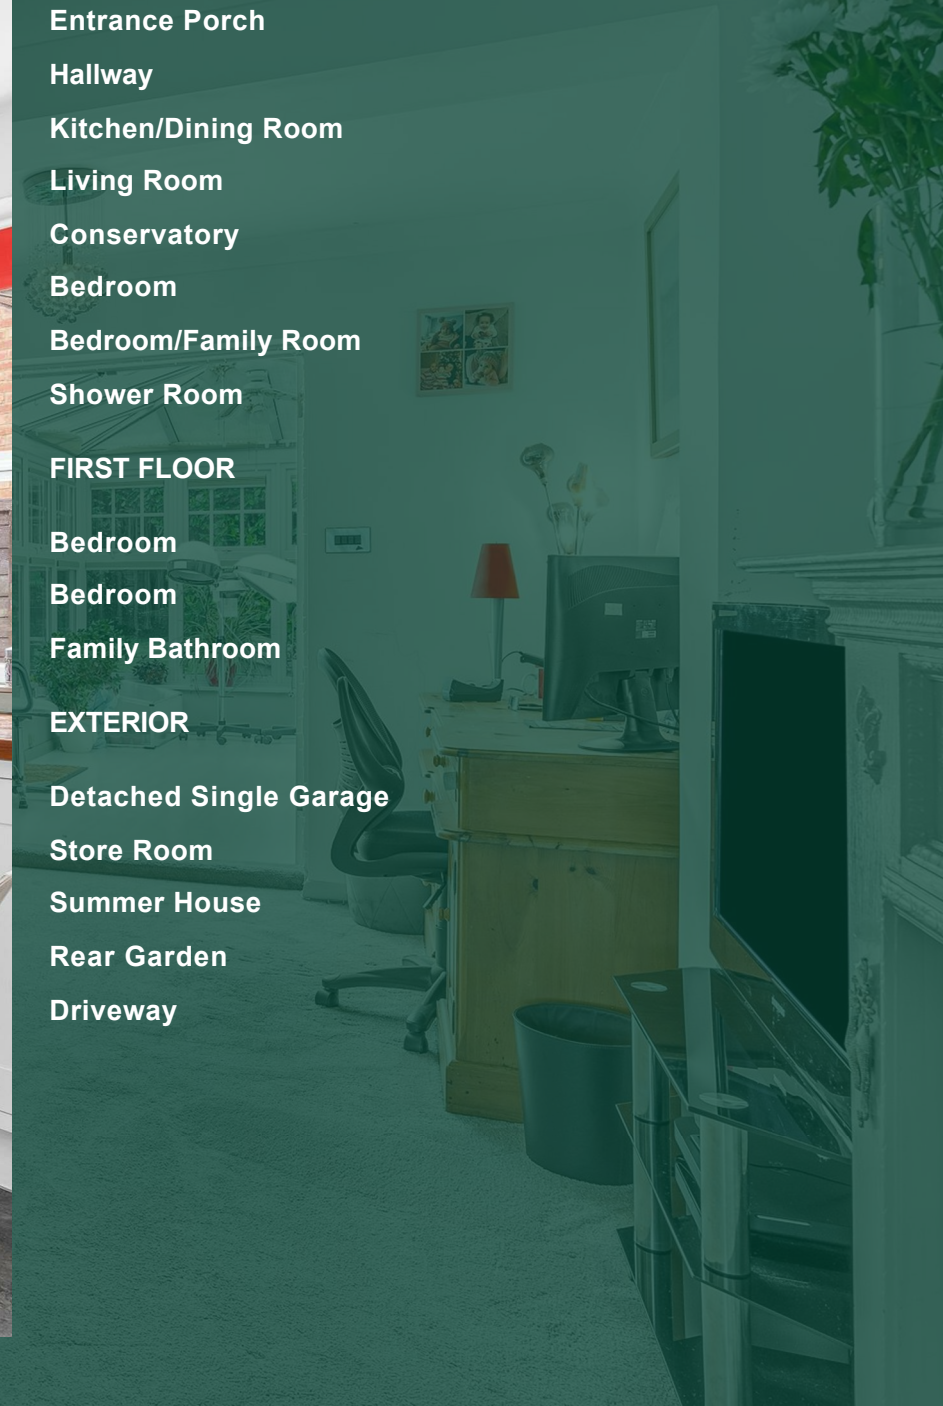 Entrance Porch
Hallway
Kitchen/Dining Room
Living Room
Conservatory
Bedroom
Bedroom/Family Room
Shower Room
FIRST FLOOR
Bedroom
Bedroom
Family Bathroom
EXTERIOR
Detached Single Garage
Store Room
Summer House
Rear Garden
Driveway